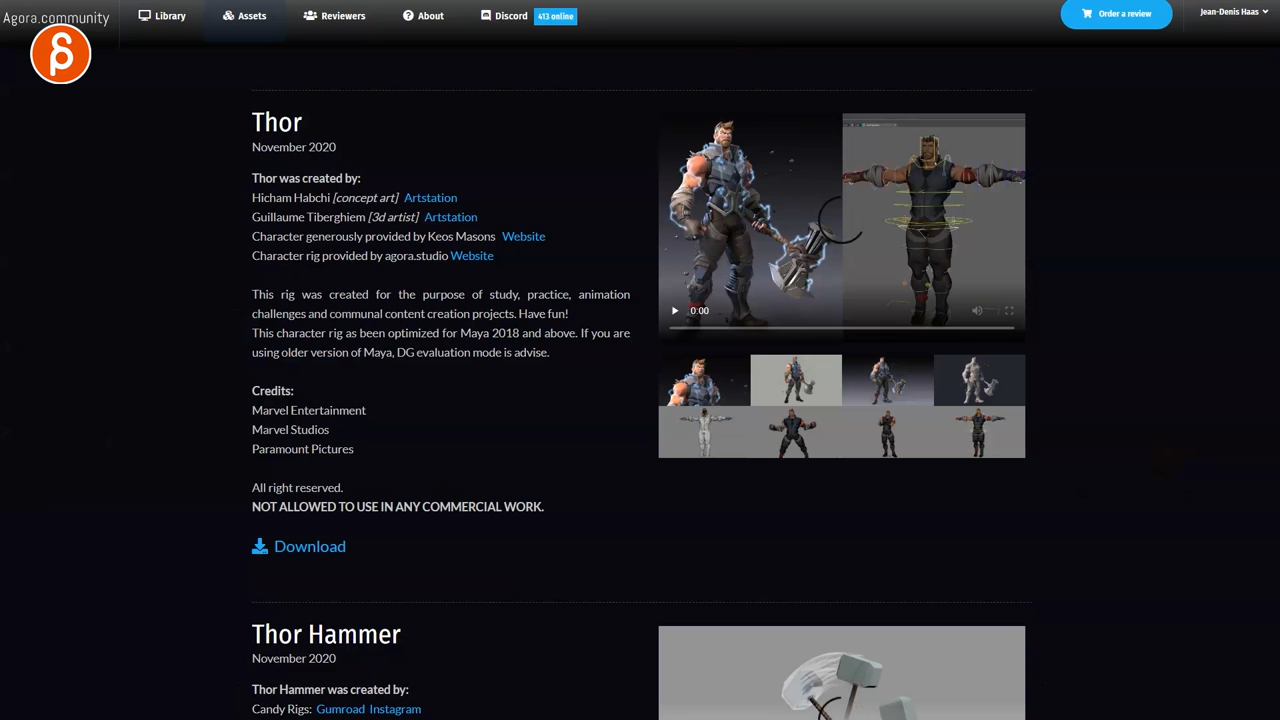 Agora.community
Library
Assets
Reviewers
About
Discord
413 online
Order a review
Jean-Denis Haas
Thor
November 2020
Thor was created by:
Hicham Habchi [concept art] Artstation
Guillaume Tiberghiem [3d artist] Artstation
Character generously provided by Keos Masons Website
Character rig provided by agora.studio Website
This rig was created for the purpose of study, practice, animation
challenges and communal content creation projects. Have fun!
This character rig as been optimized for Maya 2018 and above. If you are
using older version of Maya, DG evaluation mode is advise.
Credits:
Marvel Entertainment
Marvel Studios
Paramount Pictures
All right reserved.
NOT ALLOWED TO USE IN ANY COMMERCIAL WORK.
Download
0:00
Thor Hammer
November 2020
Thor Hammer was created by:
Candy Rigs: Gumroad Instagram